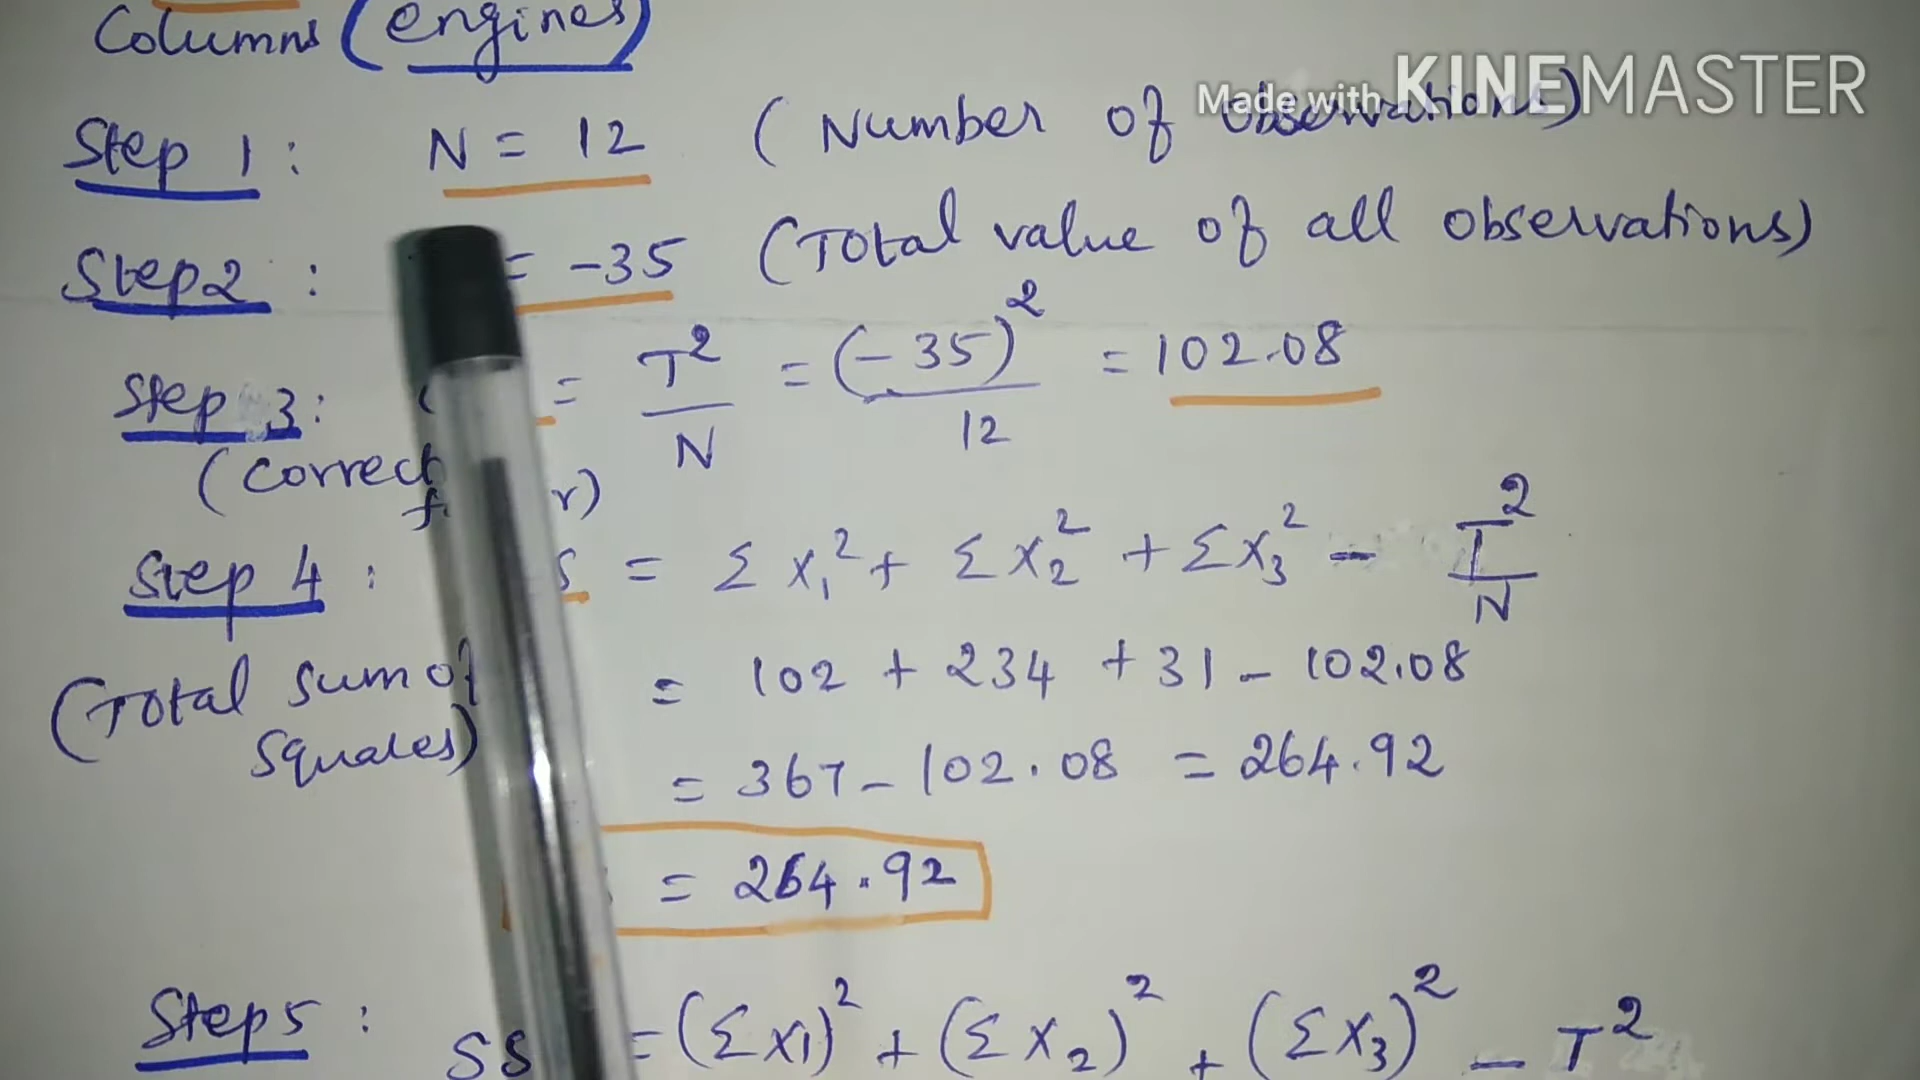 Columns (engines)
Made with KINEMASTER
Step 1: N = 12 (Number of observations)
Step2: = -35 (Total value of all observations)
Step 3: = T²/N = (-35)²/12 = 102.08
(Correct
r)
Step 4: S = Σx₁² + Σx₂² + Σx₃² - T²/N
(Total sum of = 102 + 234 + 31 - 102.08
squares) = 367 - 102.08 = 264.92
= 264.92
Step5: SS = (Σx1)² + (Σx₂)² + (Σx₃)² - T²